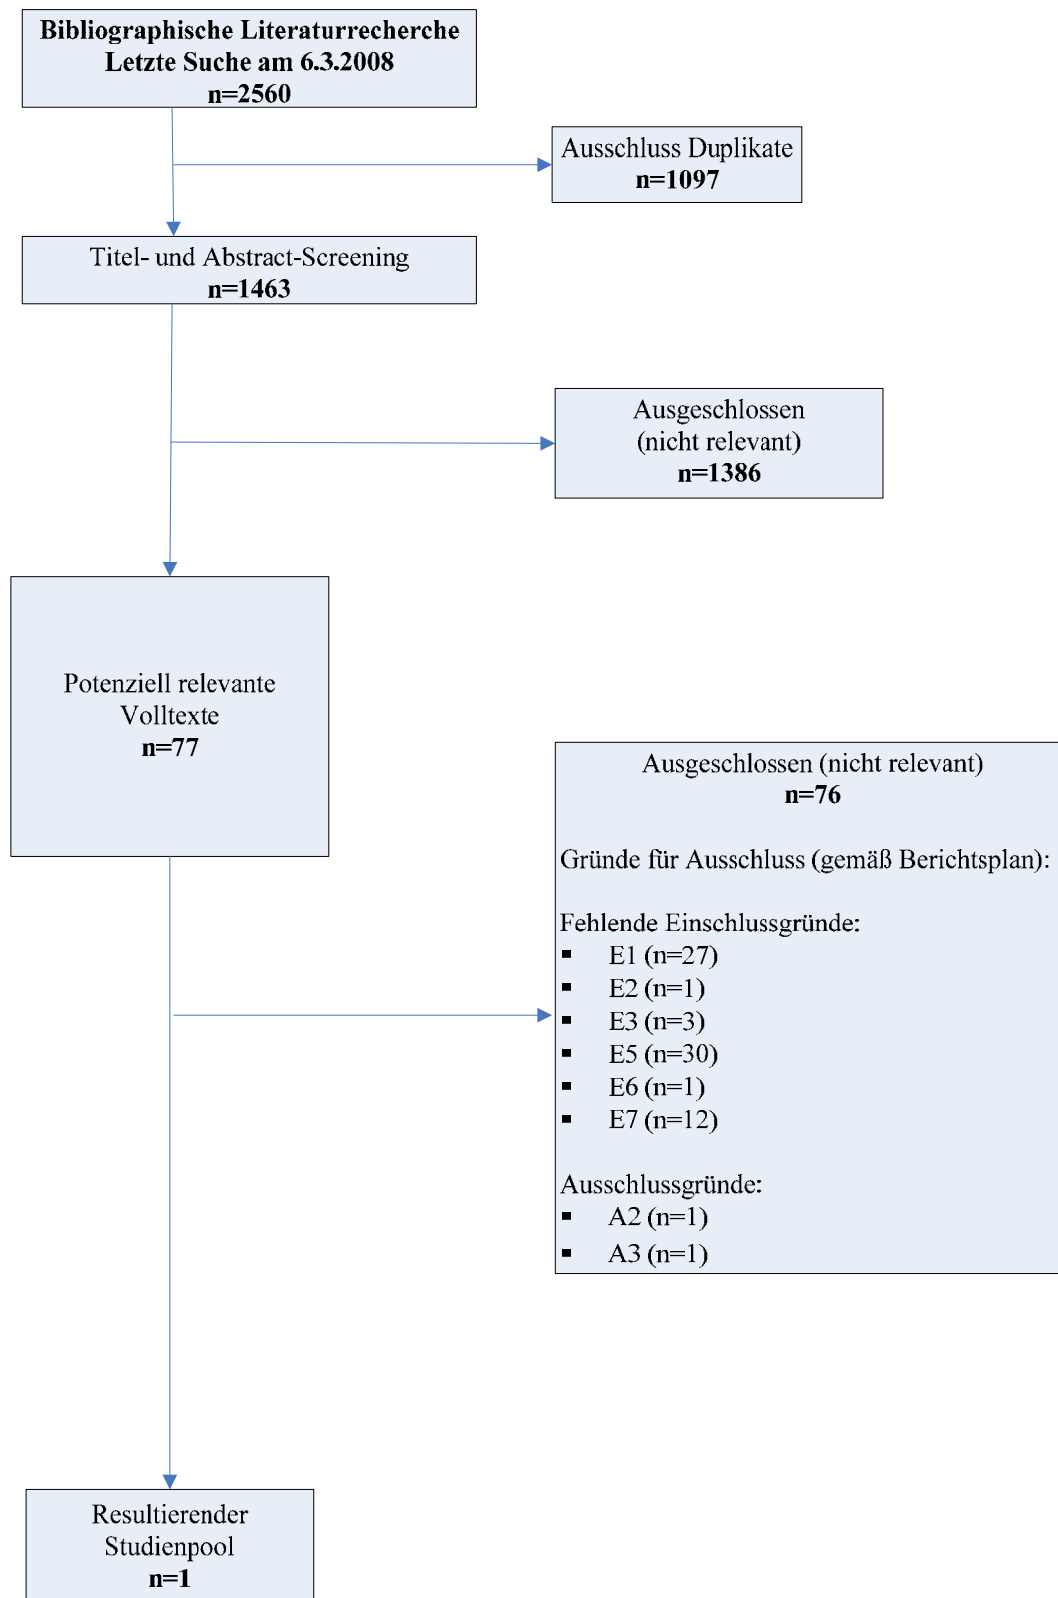 Bibliographische Literaturrecherche
Letzte Suche am 6.3.2008
n=2560
Ausschluss Duplikate
n=1097
Titel- und Abstract-Screening
n=1463
Ausgeschlossen
(nicht relevant)
n=1386
Potenziell relevante
Volltexte
n=77
Ausgeschlossen (nicht relevant)
n=76
Gründe für Ausschluss (gemäß Berichtsplan):
Fehlende Einschlussgründe:
▪ E1 (n=27)
▪ E2 (n=1)
▪ E3 (n=3)
▪ E5 (n=30)
▪ E6 (n=1)
▪ E7 (n=12)
Ausschlussgründe:
▪ A2 (n=1)
▪ A3 (n=1)
Resultierender
Studienpool
n=1